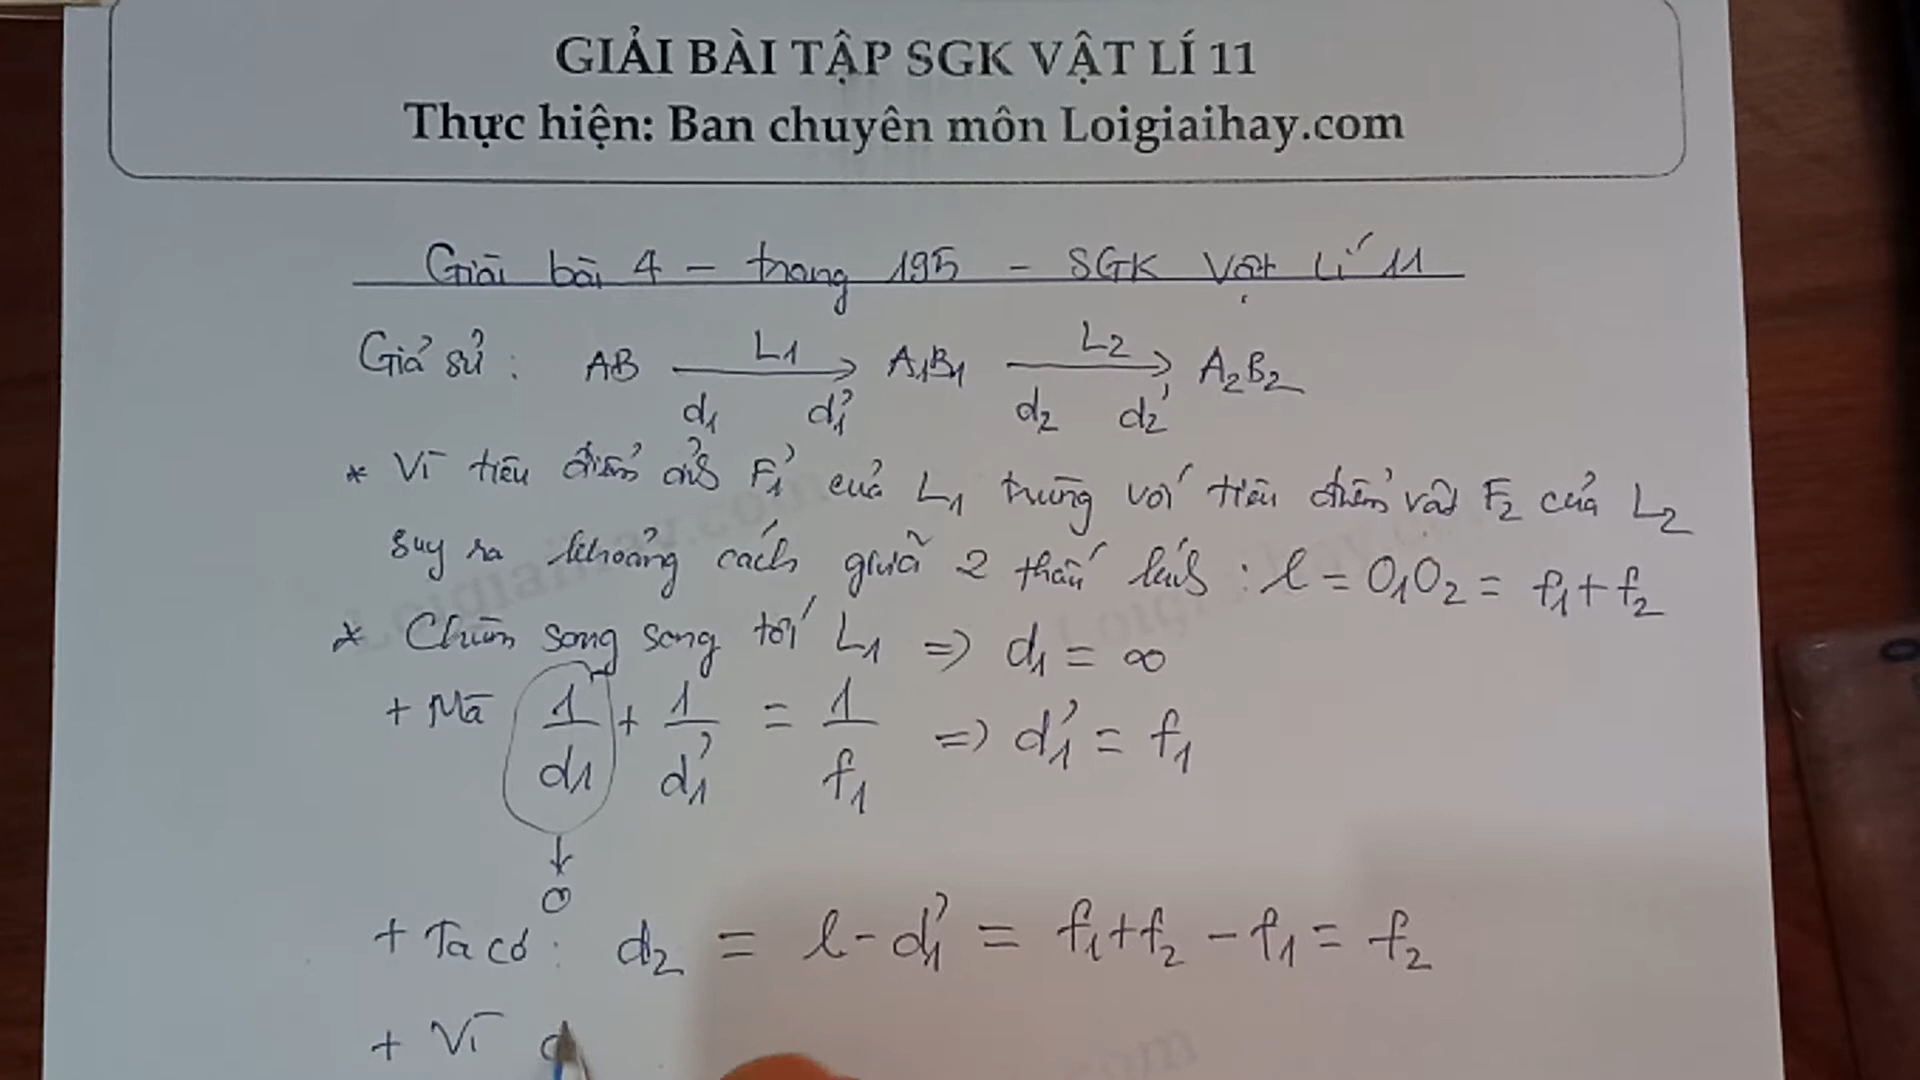 GIẢI BÀI TẬP SGK VẬT LÍ 11
Thực hiện: Ban chuyên môn Loigiaihay.com
Giải bài 4 - trang 195 - SGK Vật Lí 11
Giả sử : AB —L1→ A1B1 —L2→ A2B2
d1 d1' d2 d2'
* Vì tiêu điểm ảnh F1' của L1 trùng với tiêu điểm vật F2 của L2
suy ra khoảng cách giữa 2 thấu kính : l = O1O2 = f1 + f2
* Chùm song song tới L1 => d1 = ∞
+ Mà 1/d1 + 1/d1' = 1/f1 => d1' = f1
↓
0
+ Ta có : d2 = l - d1' = f1 + f2 - f1 = f2
+ Vì d